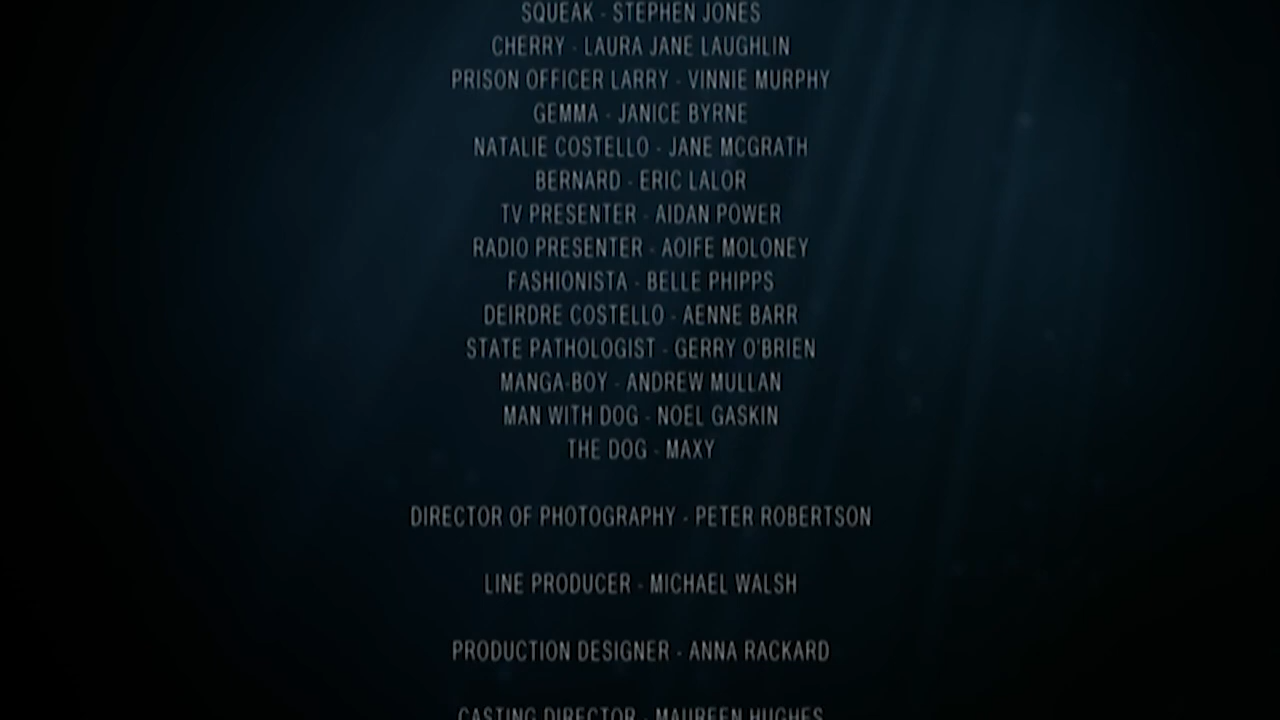 SQUEAK - STEPHEN JONES
CHERRY - LAURA JANE LAUGHLIN
PRISON OFFICER LARRY - VINNIE MURPHY
GEMMA - JANICE BYRNE
NATALIE COSTELLO - JANE MCGRATH
BERNARD - ERIC LALOR
TV PRESENTER - AIDAN POWER
RADIO PRESENTER - AOIFE MOLONEY
FASHIONISTA - BELLE PHIPPS
DEIRDRE COSTELLO - AENNE BARR
STATE PATHOLOGIST - GERRY O'BRIEN
MANGA-BOY - ANDREW MULLAN
MAN WITH DOG - NOEL GASKIN
THE DOG - MAXY
DIRECTOR OF PHOTOGRAPHY - PETER ROBERTSON
LINE PRODUCER - MICHAEL WALSH
PRODUCTION DESIGNER - ANNA RACKARD
CASTING DIRECTOR - MAUREEN HUGHES